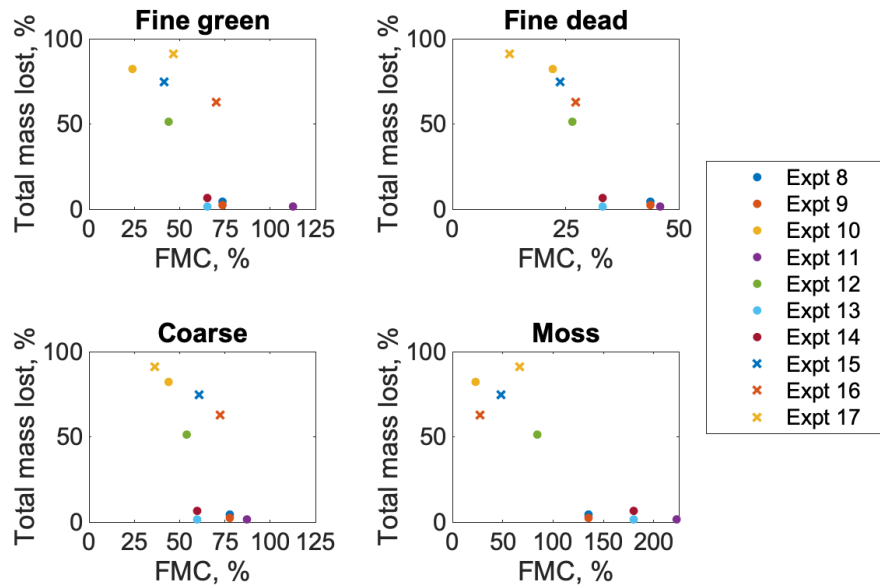 Fine green
Total mass lost, %
100
50
0
0 25 50 75 100 125
FMC, %
Fine dead
Total mass lost, %
100
50
0
0 25 50
FMC, %
Coarse
Total mass lost, %
100
50
0
0 25 50 75 100 125
FMC, %
Moss
Total mass lost, %
100
50
0
0 50 100 150 200
FMC, %
Expt 8
Expt 9
Expt 10
Expt 11
Expt 12
Expt 13
Expt 14
Expt 15
Expt 16
Expt 17